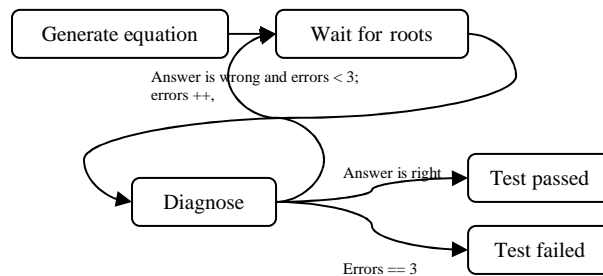 Generate equation
Wait for roots
Answer is wrong and errors < 3;
errors ++,
Answer is right
Test passed
Diagnose
Test failed
Errors == 3